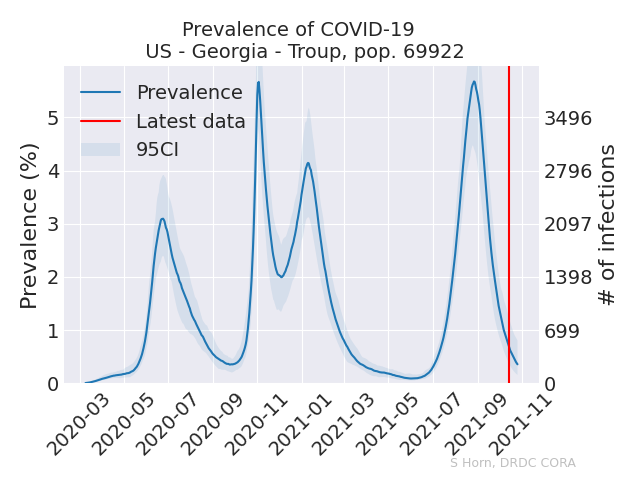 Prevalence of COVID-19
US - Georgia - Troup, pop. 69922
Prevalence
Latest data
95CI
Prevalence (%)
5
4
3
2
1
0
3496
2796
2097
1398
699
0
# of infections
2020-03
2020-05
2020-07
2020-09
2020-11
2021-01
2021-03
2021-05
2021-07
2021-09
2021-11
S Horn, DRDC CORA